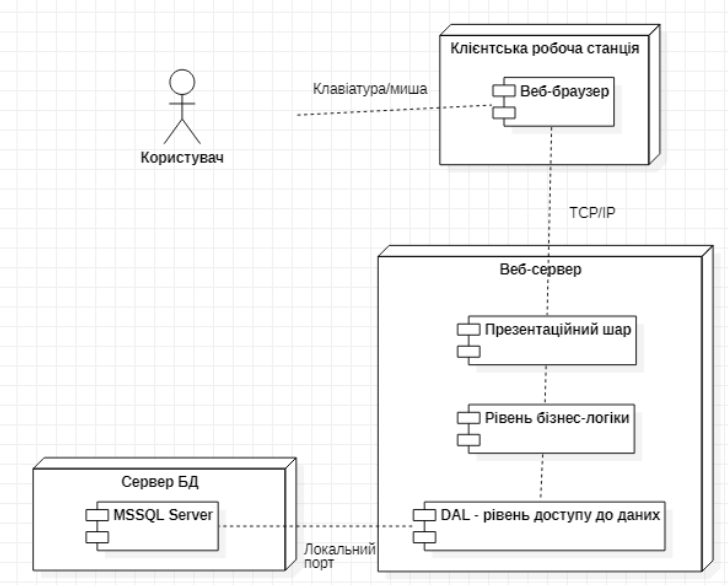 Клієнтська робоча станція
Веб-браузер
Клавіатура/миша
Користувач
TCP/IP
Веб-сервер
Презентаційний шар
Рівень бізнес-логіки
Сервер БД
MSSQL Server
DAL - рівень доступу до даних
Локальний
порт